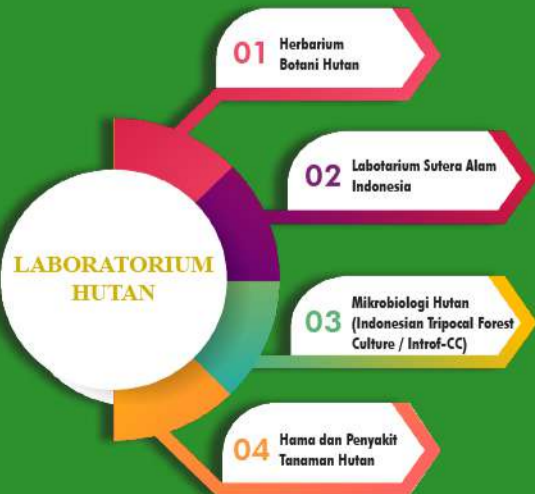 LABORATORIUM
HUTAN
01
Herbarium
Botani Hutan
02
Labotarium Sutera Alam
Indonesia
03
Mikrobiologi Hutan
(Indonesian Tripocal Forest
Culture / Introf-CC)
04
Hama dan Penyakit
Tanaman Hutan